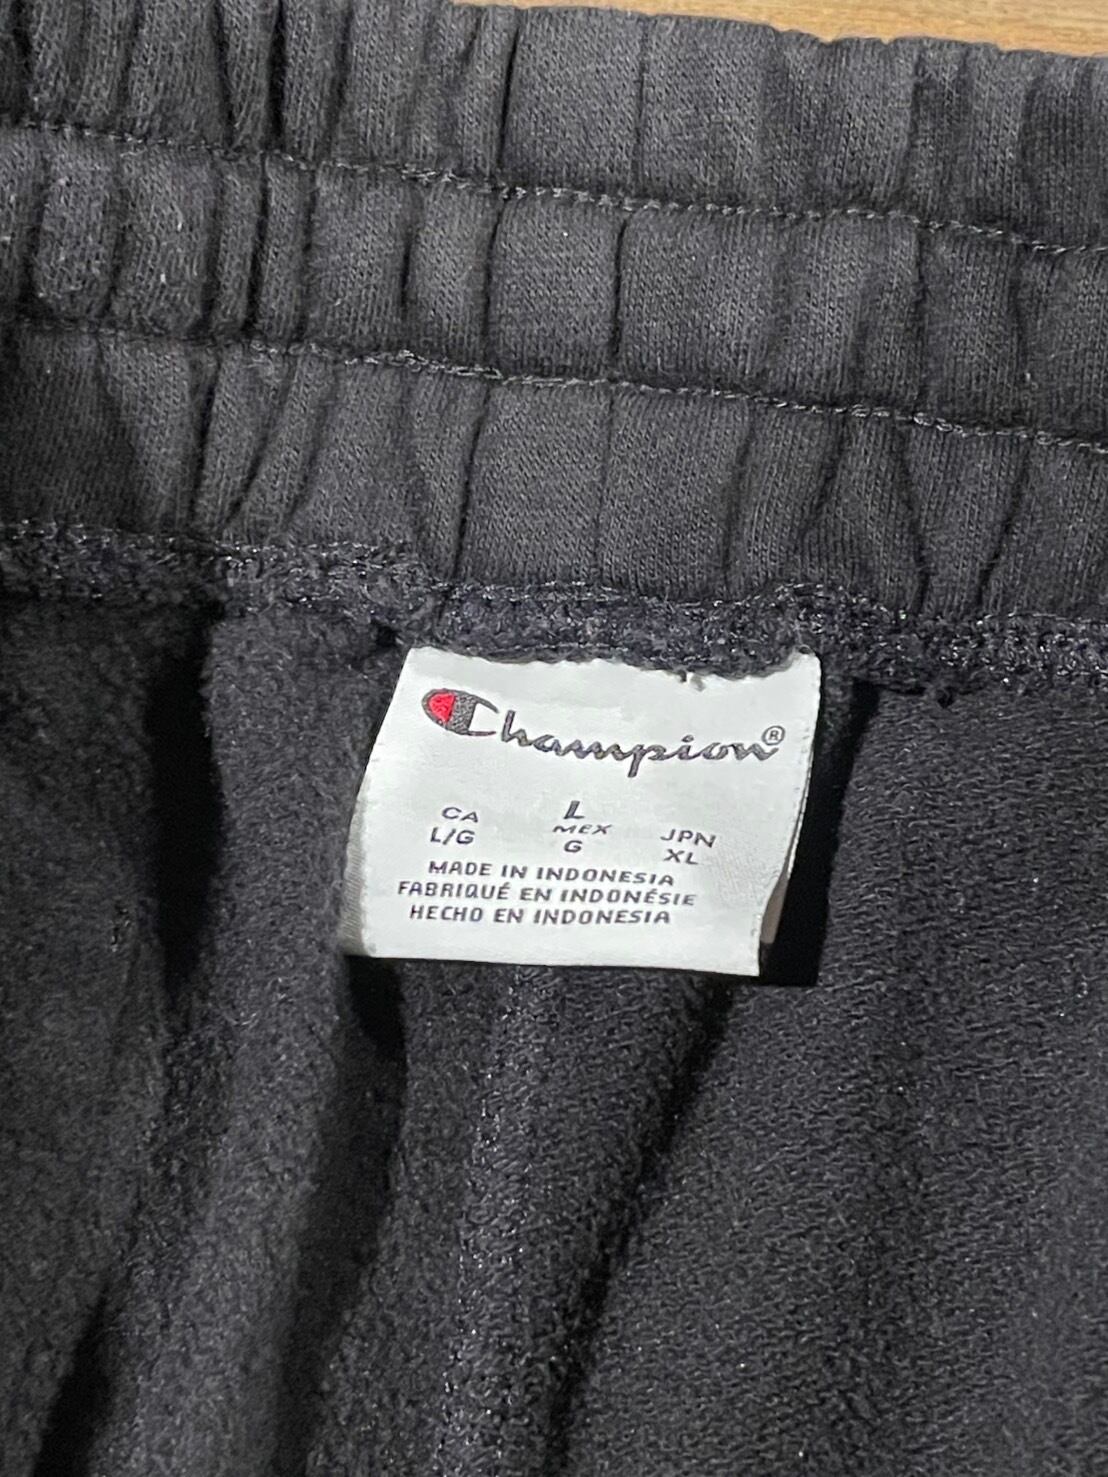 Champion®
L
CA MEX JPN
L/G G XL
MADE IN INDONESIA
FABRIQUÉ EN INDONÉSIE
HECHO EN INDONESIA